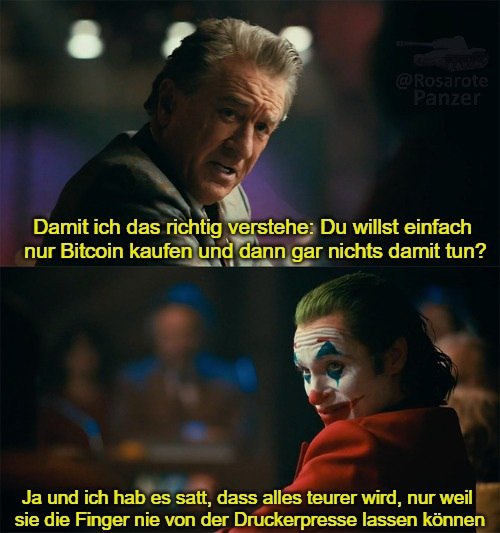 @Rosarote
Panzer
Damit ich das richtig verstehe: Du willst einfach
nur Bitcoin kaufen und dann gar nichts damit tun?
Ja und ich hab es satt, dass alles teurer wird, nur weil
sie die Finger nie von der Druckerpresse lassen können